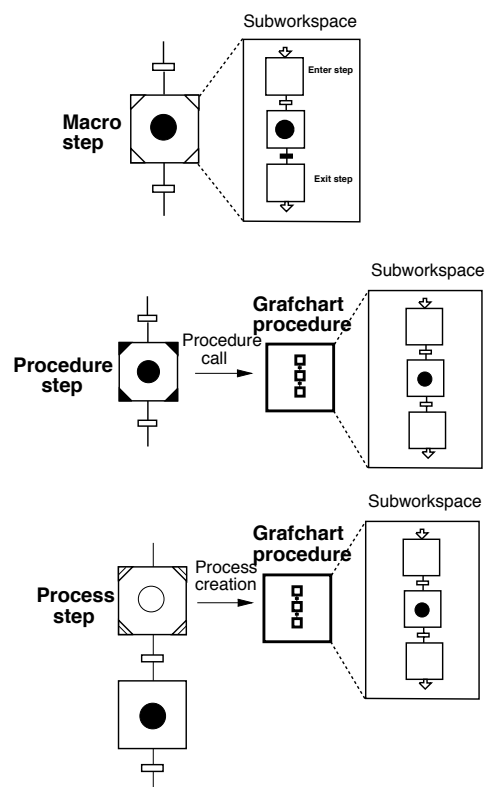 Subworkspace
Enter step
Macro
step
Exit step
Subworkspace
Grafchart
procedure
Procedure
call
Procedure
step
Subworkspace
Grafchart
procedure
Process
creation
Process
step